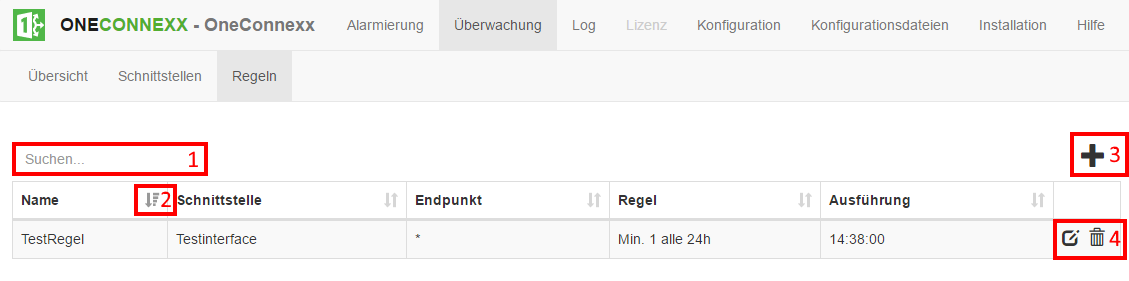 ONECONNEXX - OneConnexx Alarmierung Überwachung Log Lizenz Konfiguration Konfigurationsdateien Installation Hilfe
Übersicht Schnittstellen Regeln
Suchen... 1 3
Name 2 Schnittstelle Endpunkt Regel Ausführung
TestRegel Testinterface * Min. 1 alle 24h 14:38:00 4